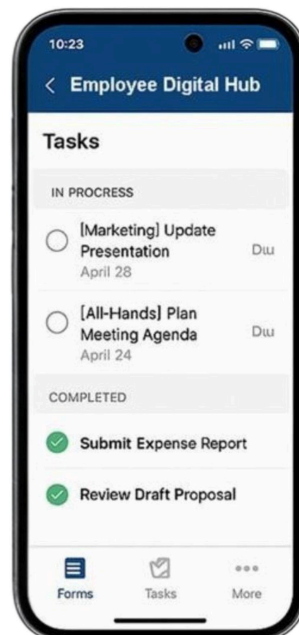 10:23
< Employee Digital Hub
Tasks
IN PROCRESS
[Marketing] Update
Presentation
April 28
[All-Hands] Plan
Meeting Agenda
April 24
COMPLETED
Submit Expense Report
Review Draft Proposal
Forms Tasks More